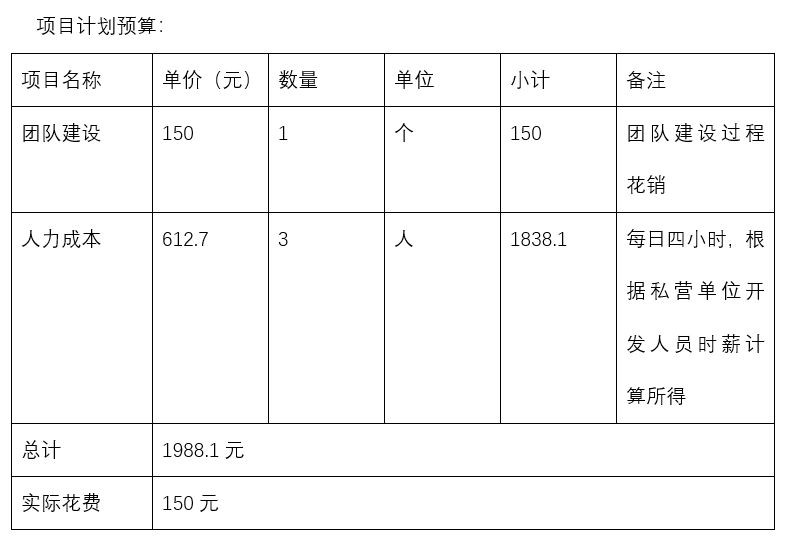 项目计划预算：
项目名称 单价（元） 数量 单位 小计 备注
团队建设 150 1 个 150 团队建设过程
花销
人力成本 612.7 3 人 1838.1 每日四小时，根
据私营单位开
发人员时薪计
算所得
总计 1988.1 元
实际花费 150 元